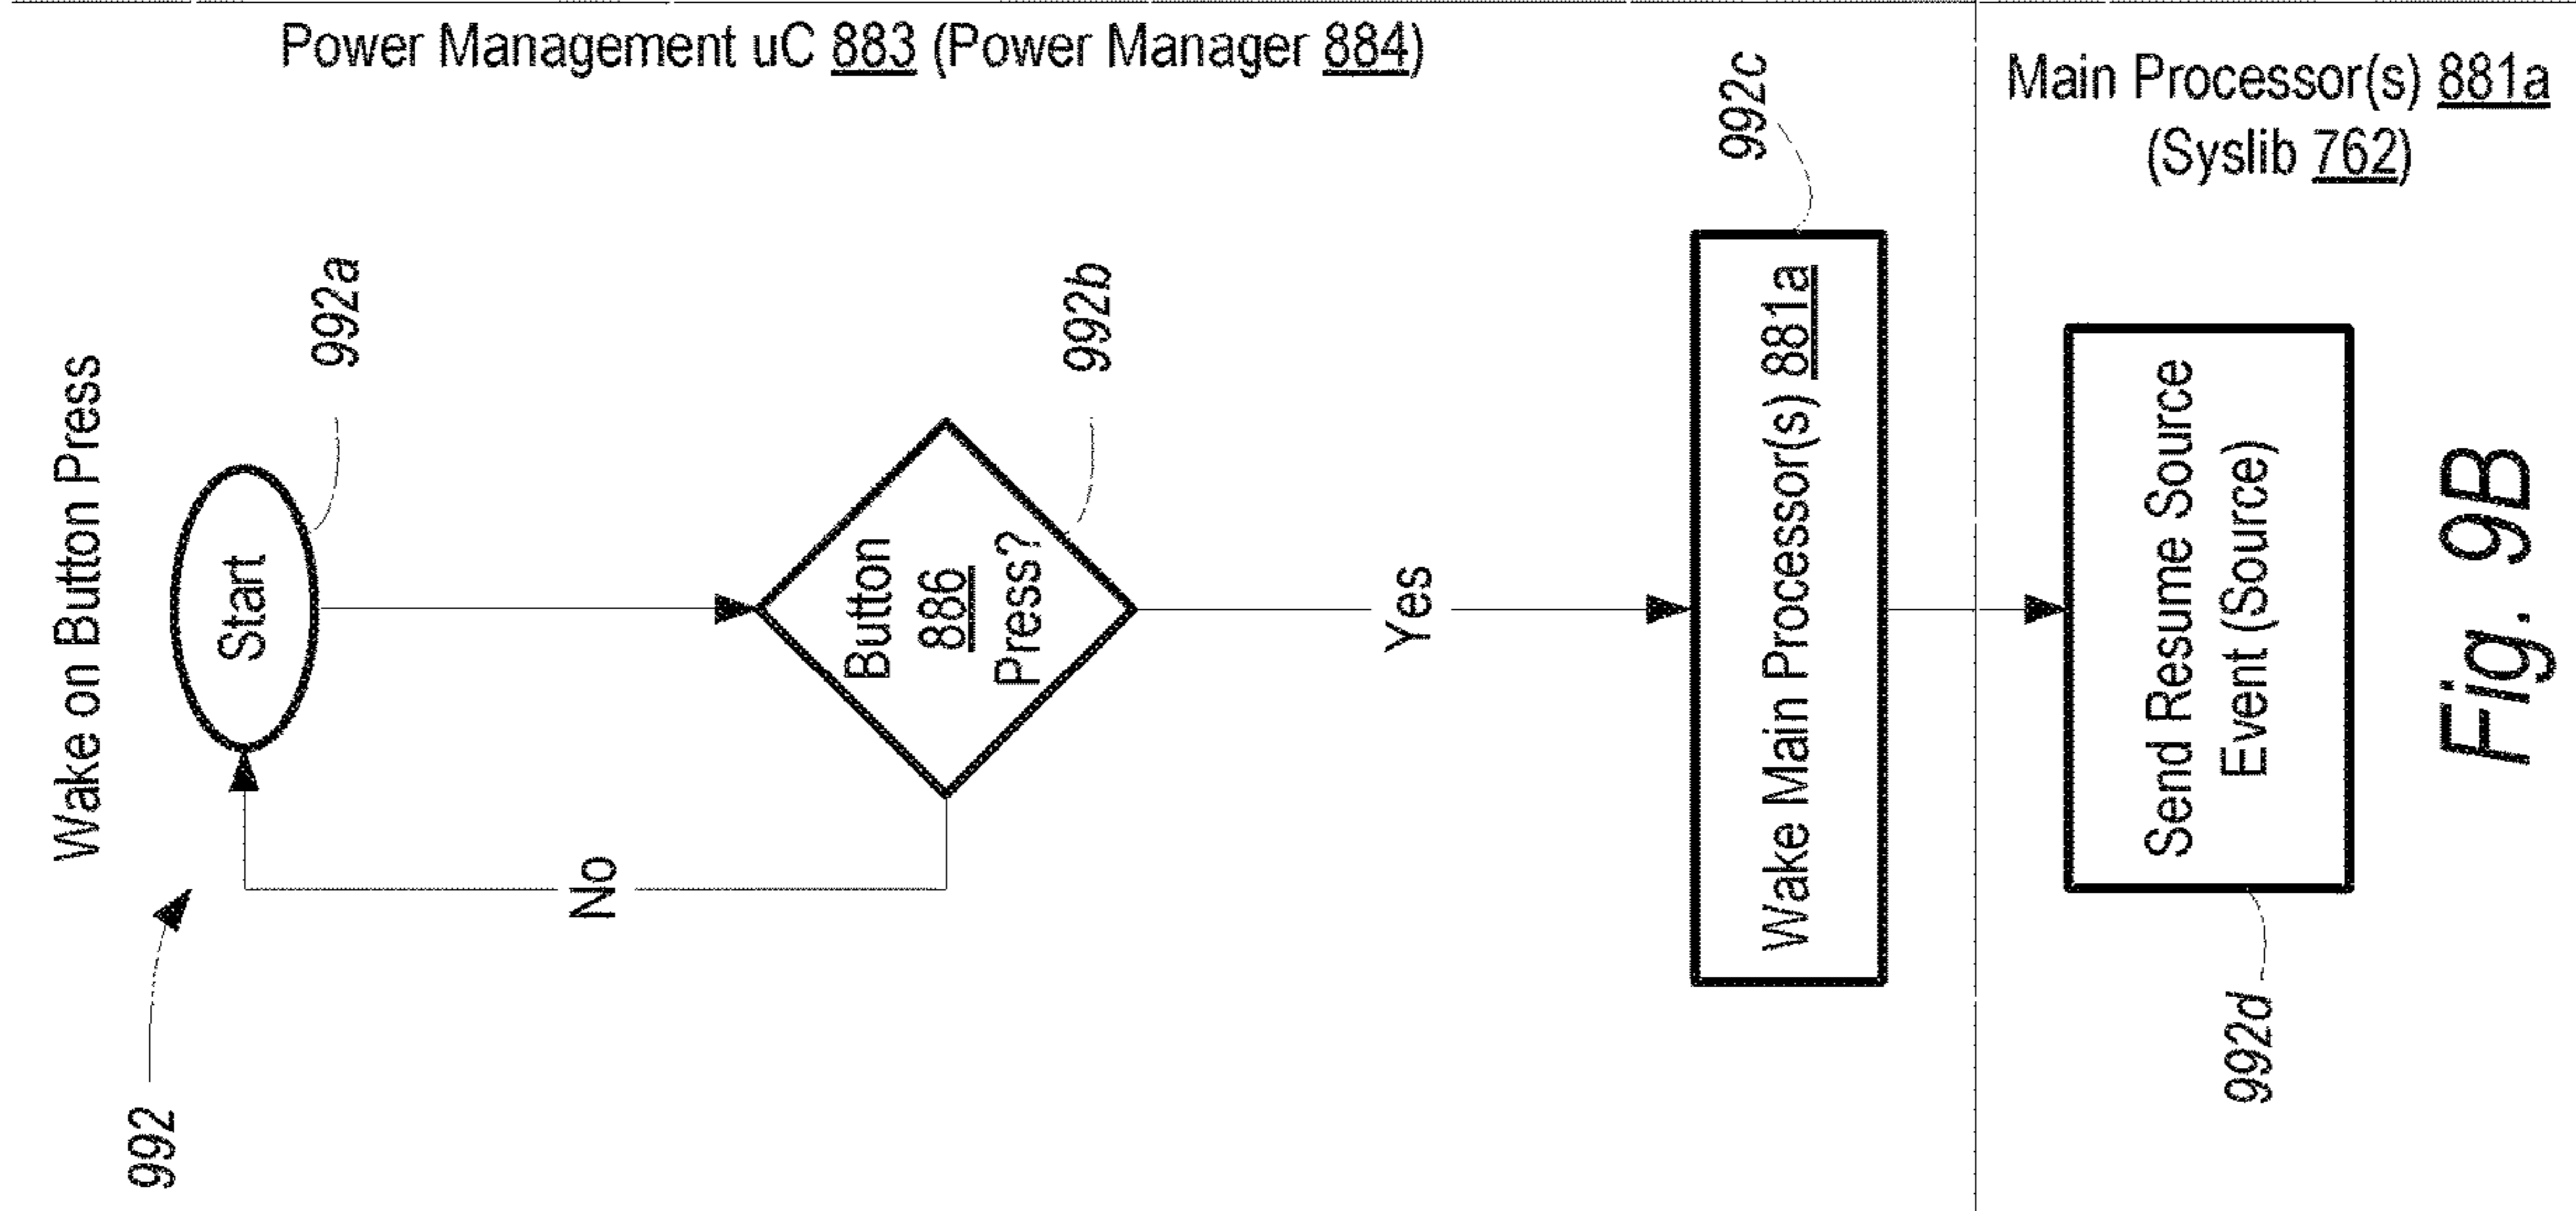 Power Management uC 883 (Power Manager 884)
Main Processor(s) 881a
(Syslib 762)
Wake on Button Press
992
Start
992a
Button
886
Press?
992b
No
Yes
Wake Main Processor(s) 881a
992c
Send Resume Source
Event (Source)
992d
Fig. 9B